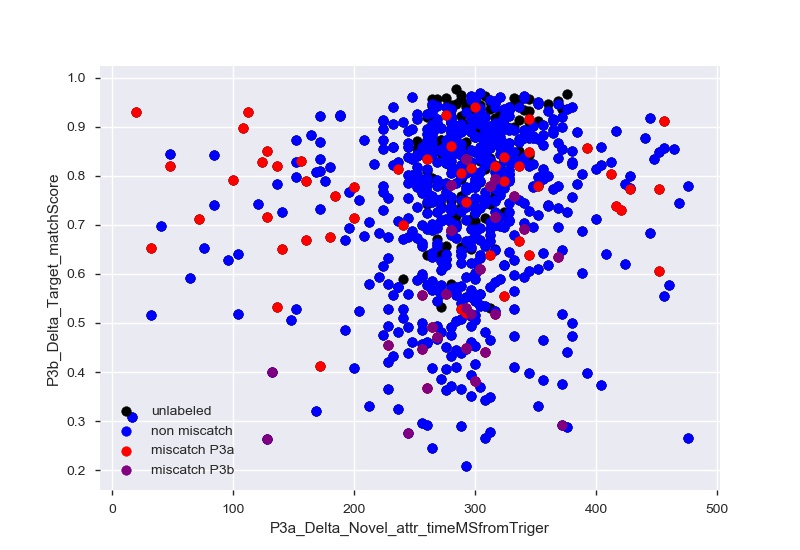 1.0
0.9
0.8
0.7
0.6
0.5
0.4
0.3
0.2
P3b_Delta_Target_matchScore
unlabeled
non miscatch
miscatch P3a
miscatch P3b
0 100 200 300 400 500
P3a_Delta_Novel_attr_timeMSfromTriger